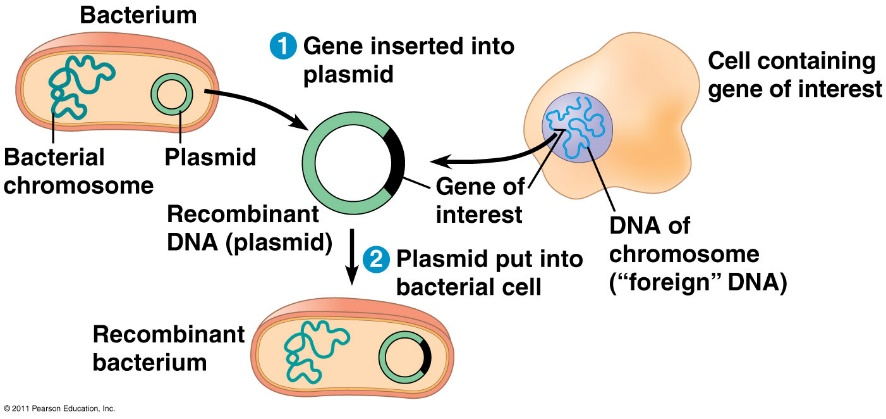 Bacterium
1 Gene inserted into
plasmid
Cell containing
gene of interest
Bacterial
chromosome
Plasmid
Gene of
interest
Recombinant
DNA (plasmid)
DNA of
chromosome
(“foreign” DNA)
2 Plasmid put into
bacterial cell
Recombinant
bacterium
© 2011 Pearson Education, Inc.